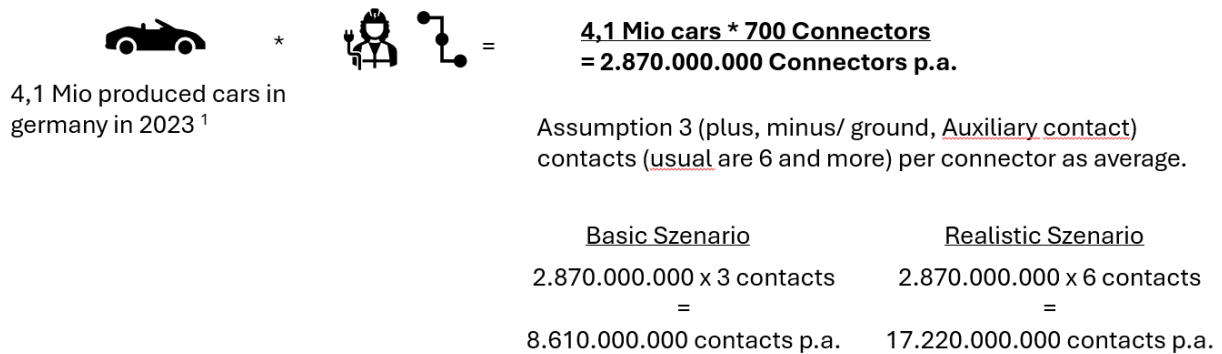 * =
4,1 Mio cars * 700 Connectors
= 2.870.000.000 Connectors p.a.
4,1 Mio produced cars in
germany in 2023 ¹
Assumption 3 (plus, minus/ ground, Auxiliary contact)
contacts (usual are 6 and more) per connector as average.
Basic Szenario
2.870.000.000 x 3 contacts
=
8.610.000.000 contacts p.a.
Realistic Szenario
2.870.000.000 x 6 contacts
=
17.220.000.000 contacts p.a.